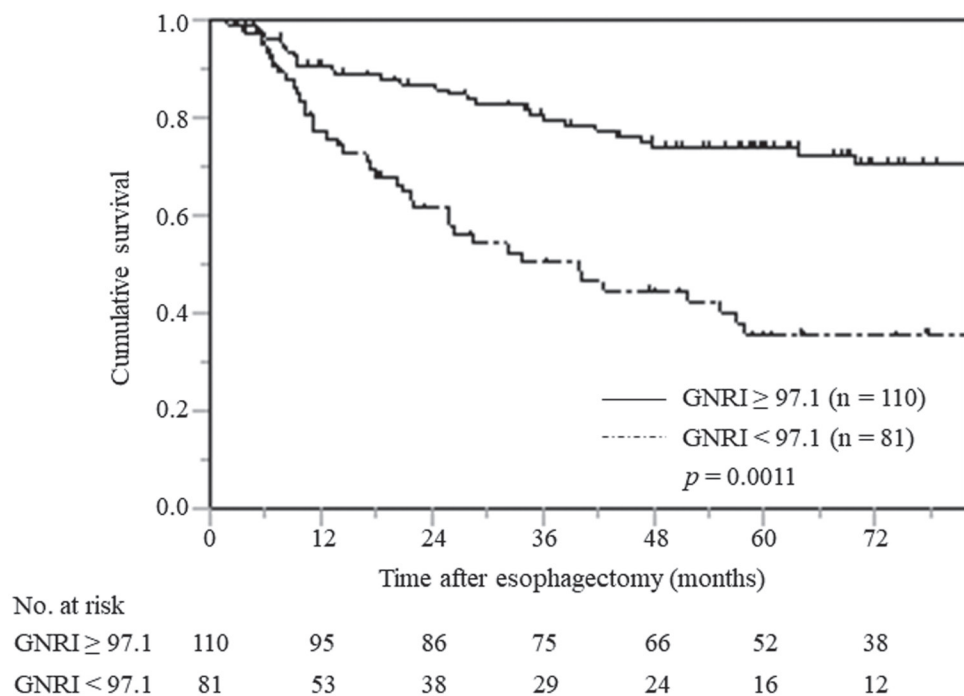 1.0
0.8
0.6
0.4
0.2
0.0
Cumulative survival
GNRI ≥ 97.1 (n = 110)
GNRI < 97.1 (n = 81)
p = 0.0011
0 12 24 36 48 60 72
Time after esophagectomy (months)
No. at risk
GNRI ≥ 97.1 110 95 86 75 66 52 38
GNRI < 97.1 81 53 38 29 24 16 12